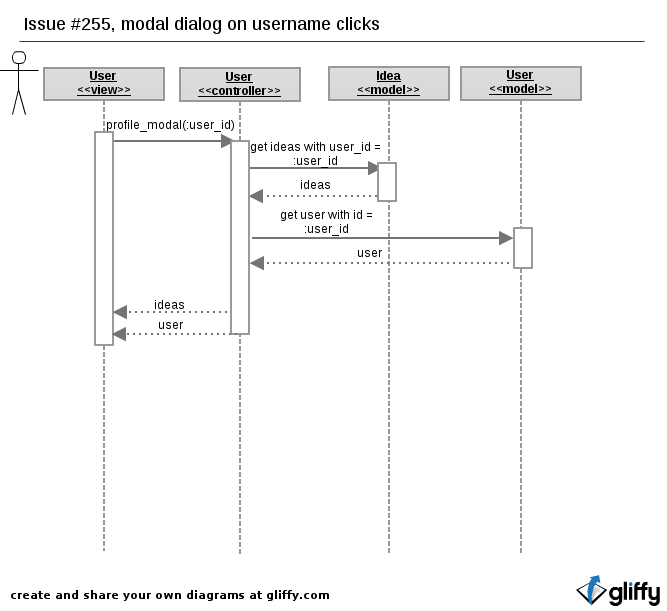 Issue #255, modal dialog on username clicks
User
<<view>>
User
<<controller>>
Idea
<<model>>
User
<<model>>
profile_modal(:user_id)
get ideas with user_id =
:user_id
ideas
get user with id =
:user_id
user
ideas
user
create and share your own diagrams at gliffy.com
gliffy